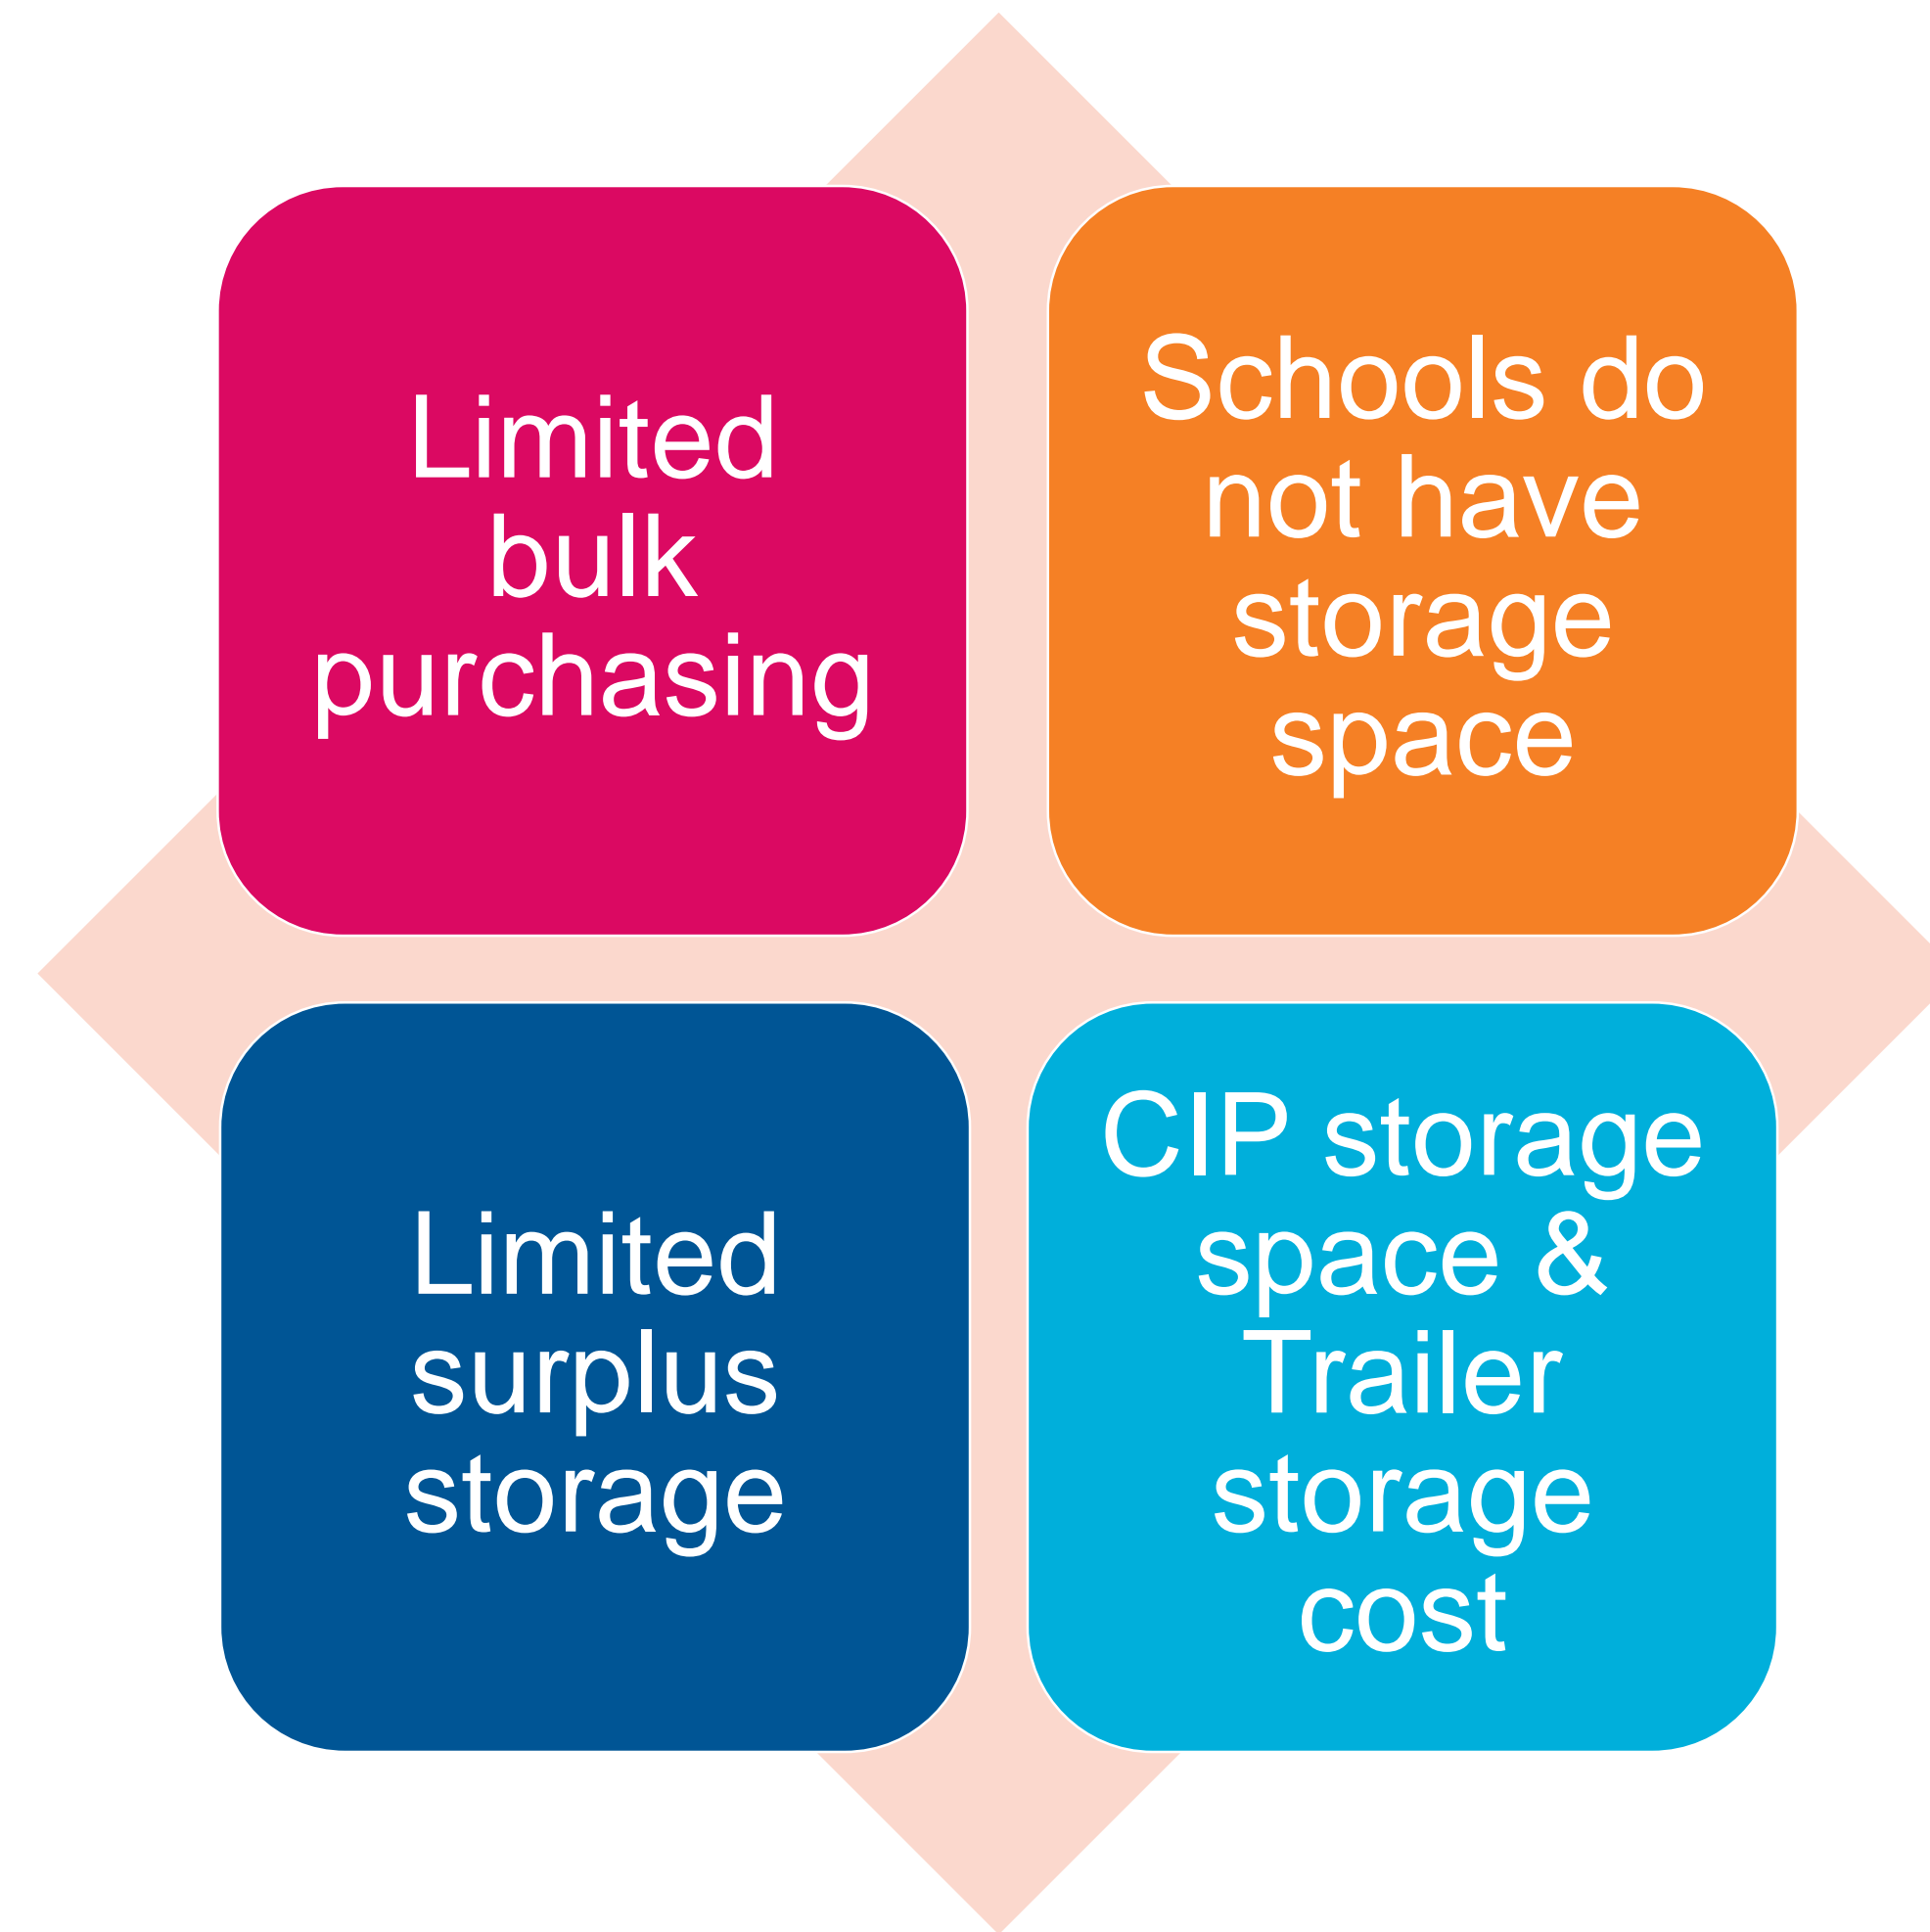 Limited
bulk
purchasing
Schools do
not have
storage
space
Limited
surplus
storage
CIP storage
space &
Trailer
storage
cost